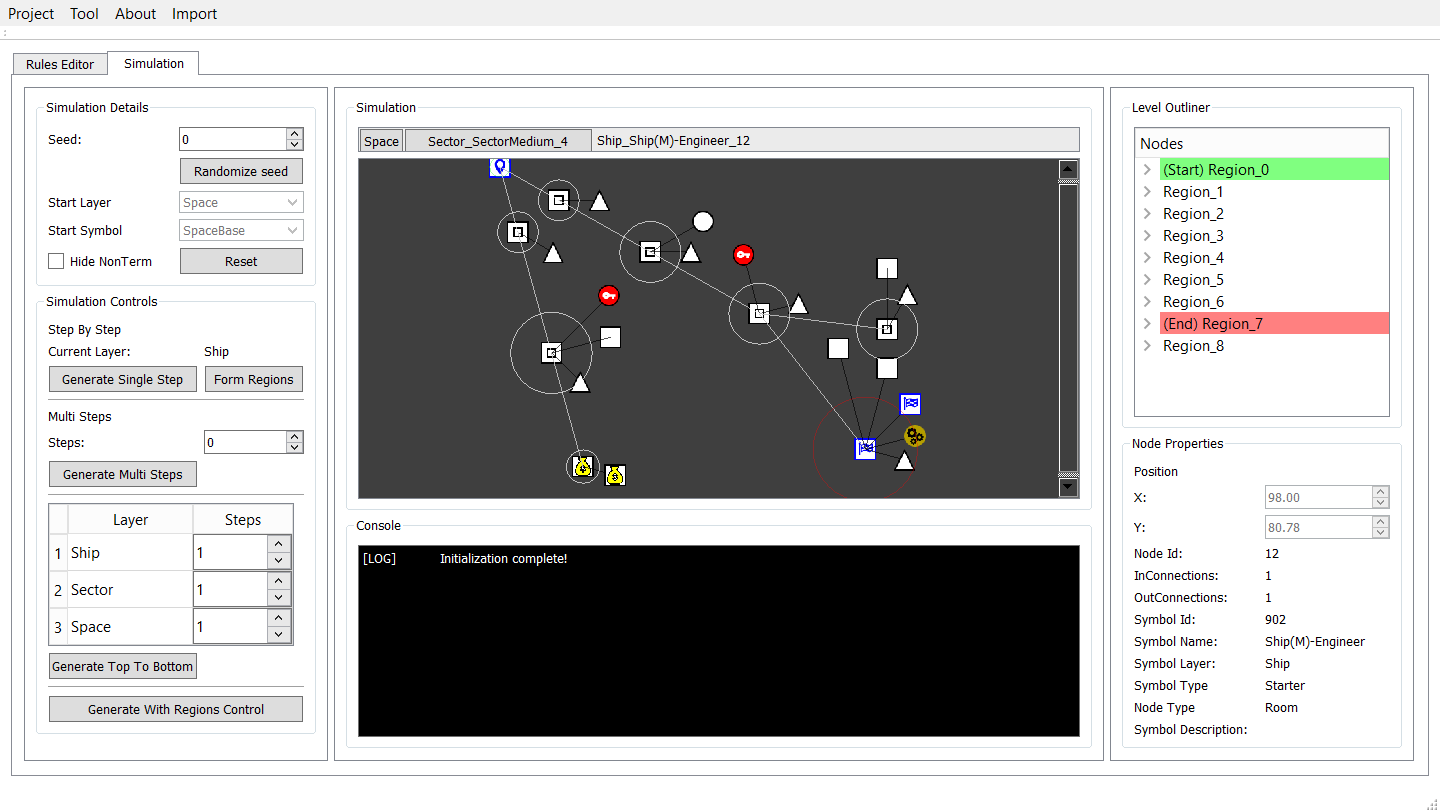 Project Tool About Import
Rules Editor Simulation
Simulation Details
Seed: 0
Randomize seed
Start Layer Space
Start Symbol SpaceBase
Hide NonTerm Reset
Simulation Controls
Step By Step
Current Layer: Ship
Generate Single Step Form Regions
Multi Steps
Steps: 0
Generate Multi Steps
Layer Steps
1 Ship 1
2 Sector 1
3 Space 1
Generate Top To Bottom
Generate With Regions Control
Simulation
Space Sector_SectorMedium_4 Ship_Ship(M)-Engineer_12
Console
[LOG] Initialization complete!
Level Outliner
Nodes
(Start) Region_0
Region_1
Region_2
Region_3
Region_4
Region_5
Region_6
(End) Region_7
Region_8
Node Properties
Position
X: 98.00
Y: 80.78
Node Id: 12
InConnections: 1
OutConnections: 1
Symbol Id: 902
Symbol Name: Ship(M)-Engineer
Symbol Layer: Ship
Symbol Type Starter
Node Type Room
Symbol Description: